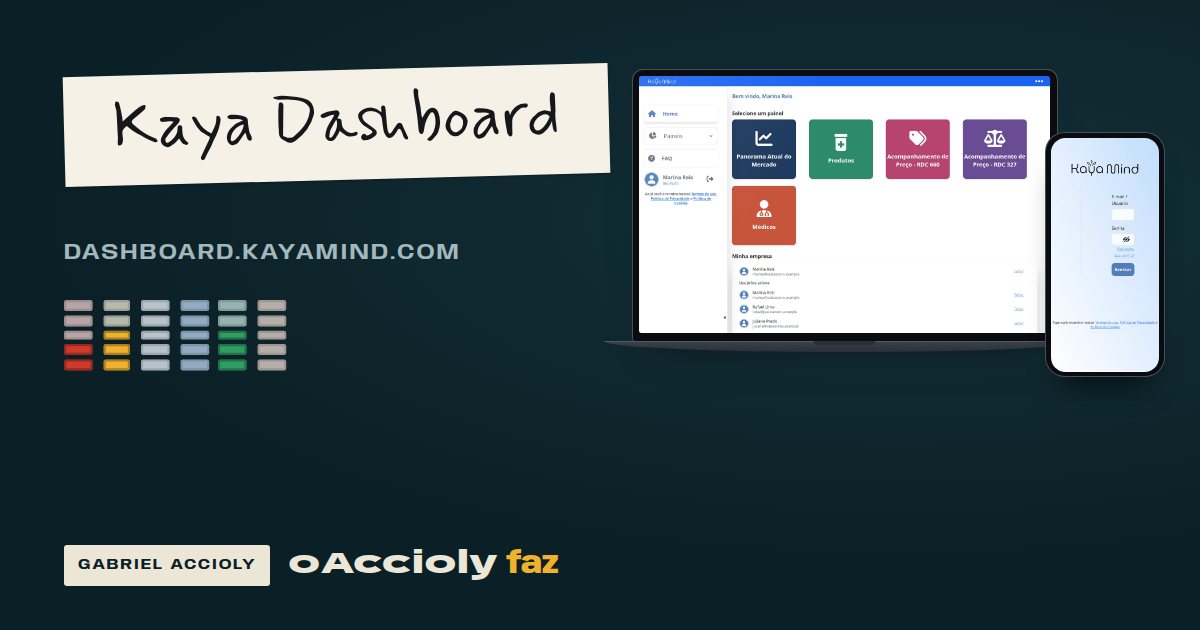 Kaya Dashboard
DASHBOARD.KAYAMIND.COM
Kaya Mind
Bem vindo, Marina Reis
Home
Painéis
FAQ
Marina Reis
Selecione um painel
Panorama Atual do
Mercado
Produtos
Acompanhamento de
Preço - RDC 660
Acompanhamento de
Preço - RDC 327
Médicos
Minha empresa
Marina Reis
Usuários ativos
Marina Reis
Rafael Lima
Juliana Prado
Kaya Mind
E-mail *
Usuário
Senha
Acessar
GABRIEL ACCIOLY
oAccioly faz